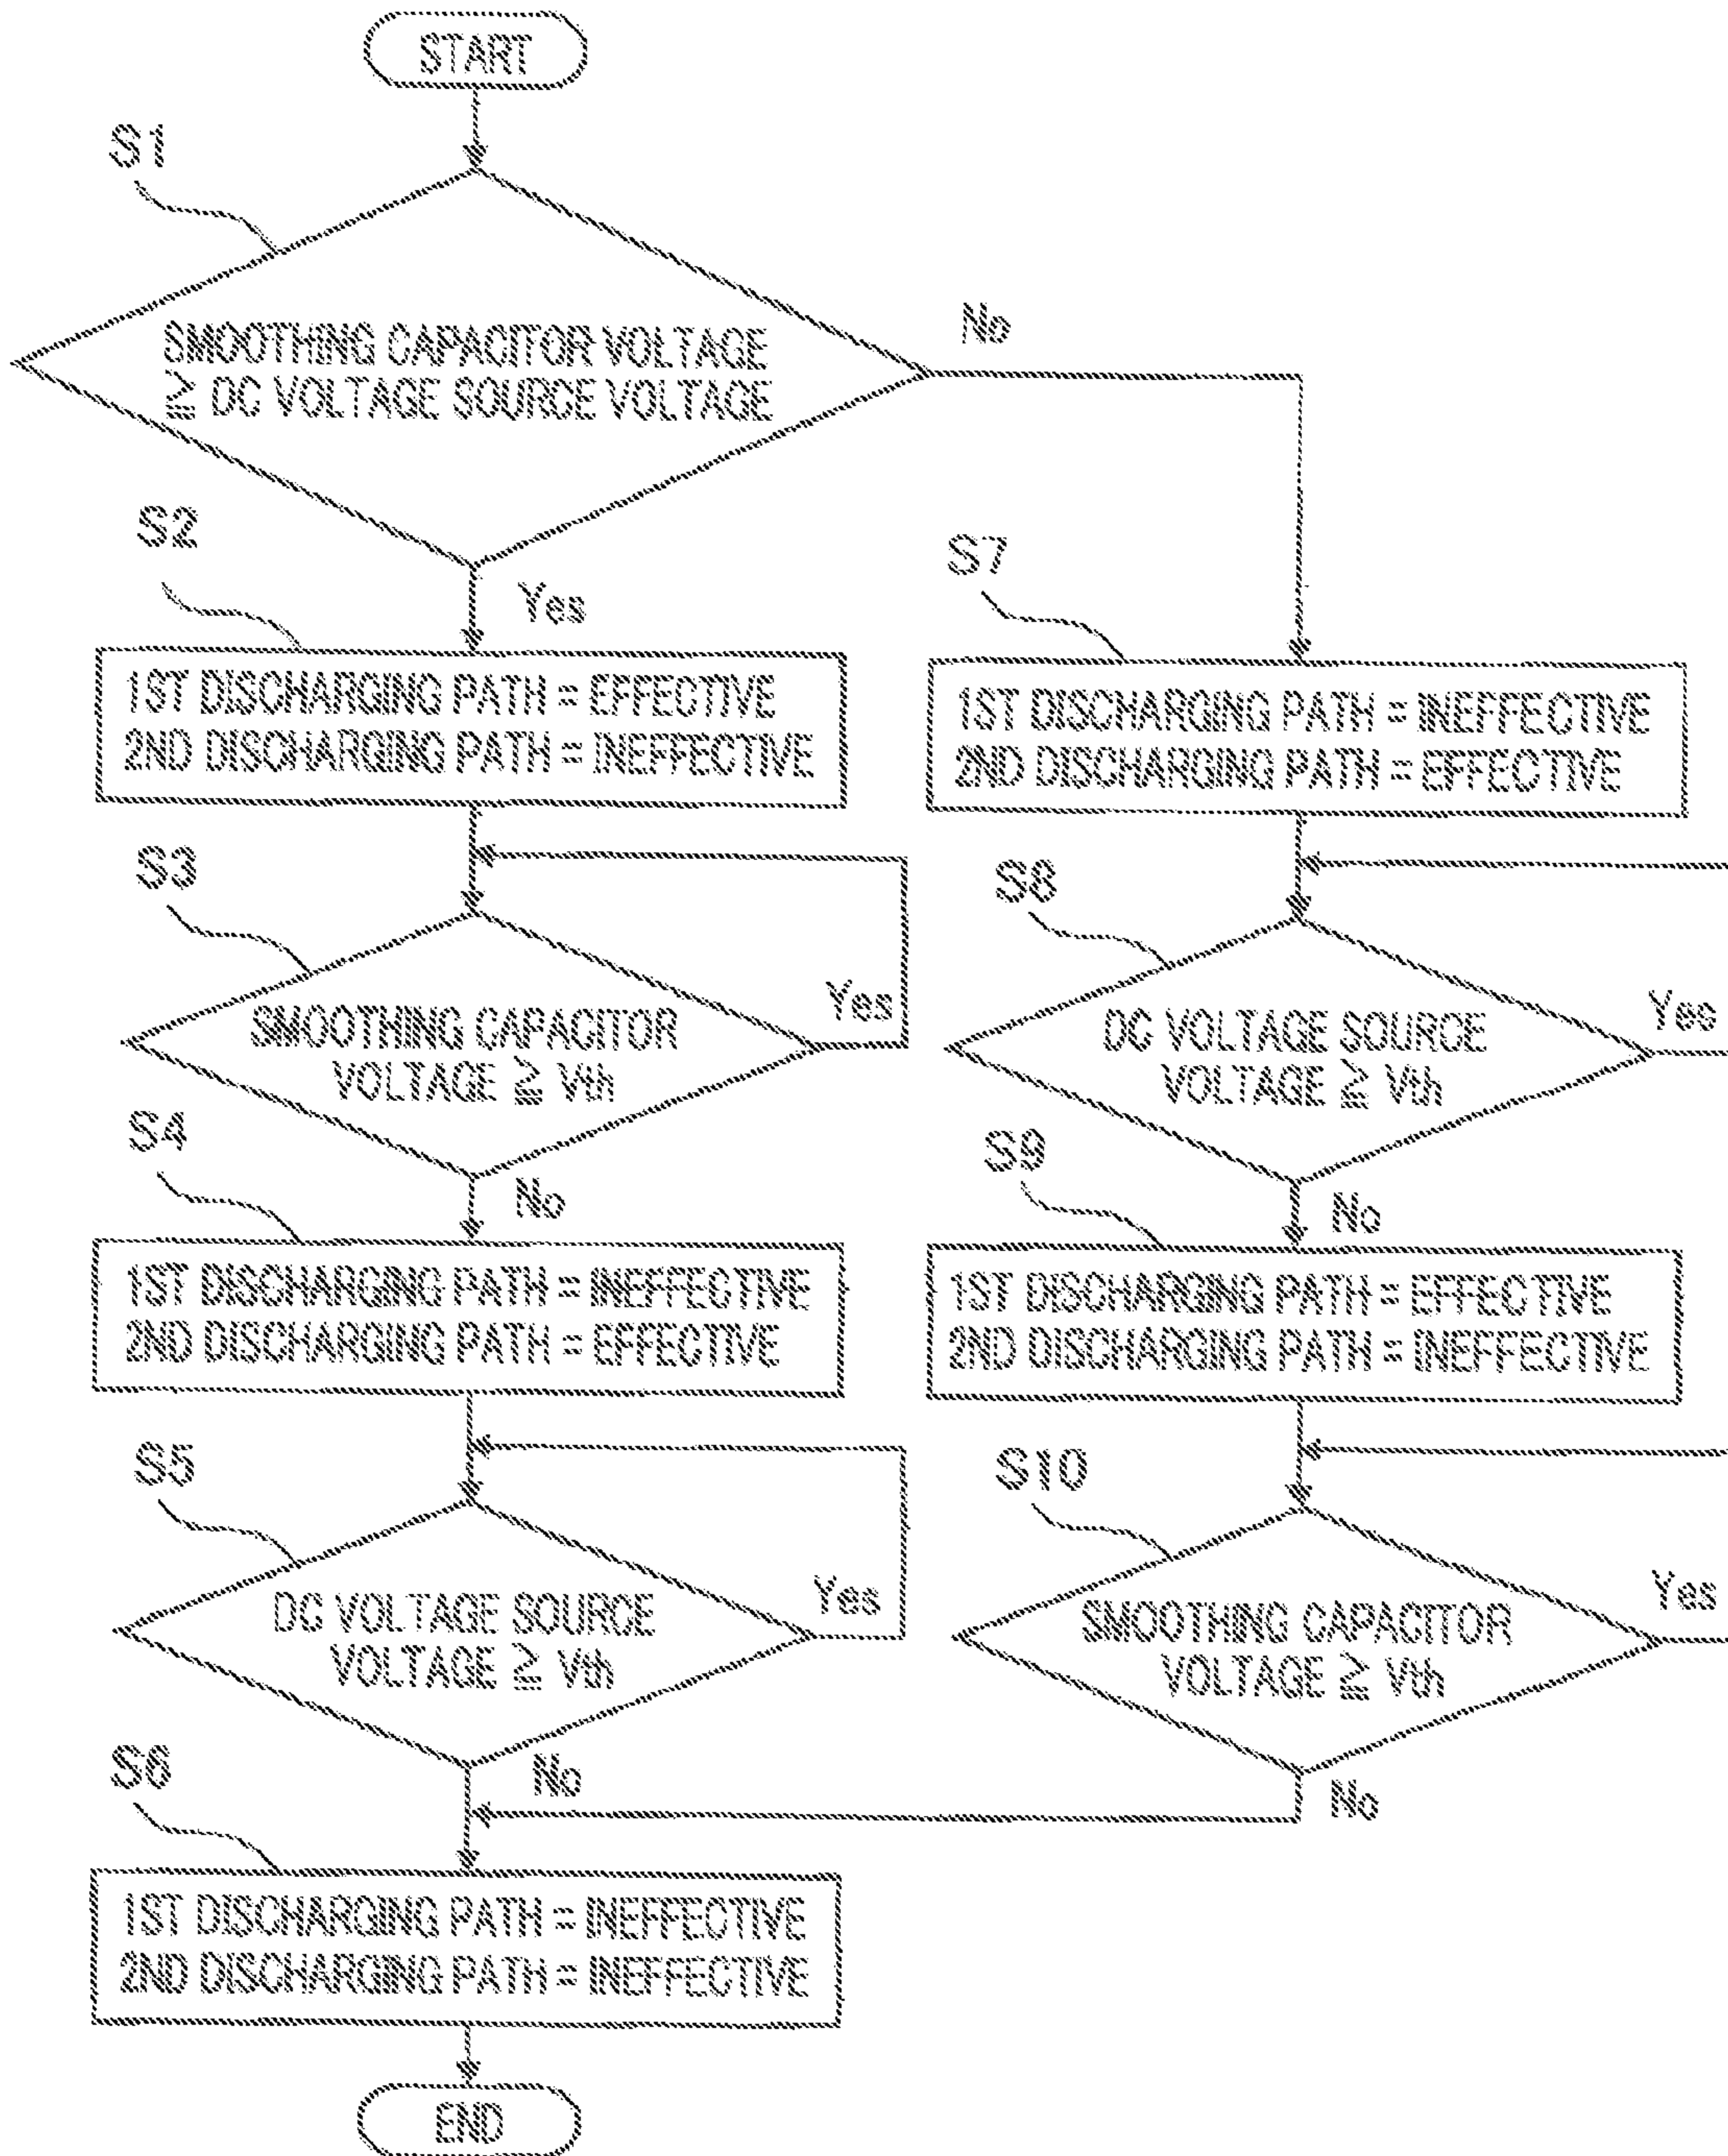 START
S1
SMOOTHING CAPACITOR VOLTAGE
≧ DC VOLTAGE SOURCE VOLTAGE
No
Yes
S2
1ST DISCHARGING PATH = EFFECTIVE
2ND DISCHARGING PATH = INEFFECTIVE
S7
1ST DISCHARGING PATH = INEFFECTIVE
2ND DISCHARGING PATH = EFFECTIVE
S3
SMOOTHING CAPACITOR
VOLTAGE ≧ Vth
Yes
No
S8
DC VOLTAGE SOURCE
VOLTAGE ≧ Vth
Yes
No
S4
1ST DISCHARGING PATH = INEFFECTIVE
2ND DISCHARGING PATH = EFFECTIVE
S9
1ST DISCHARGING PATH = EFFECTIVE
2ND DISCHARGING PATH = INEFFECTIVE
S5
DC VOLTAGE SOURCE
VOLTAGE ≧ Vth
Yes
No
S10
SMOOTHING CAPACITOR
VOLTAGE ≧ Vth
Yes
No
S6
1ST DISCHARGING PATH = INEFFECTIVE
2ND DISCHARGING PATH = INEFFECTIVE
END